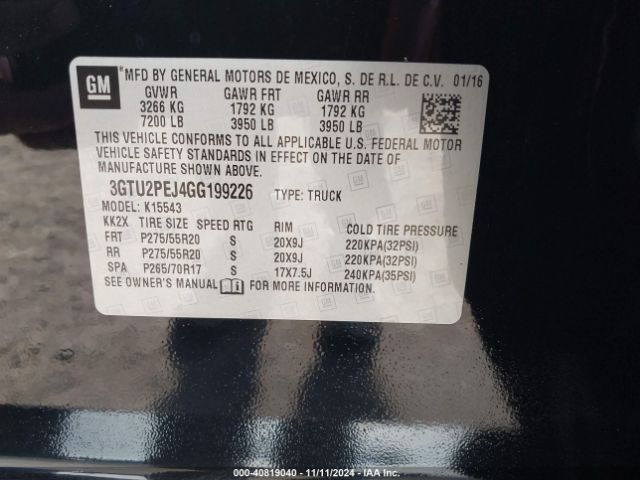 GM
*MFD BY GENERAL MOTORS DE MEXICO, S. DE R.L. DE C.V. 01/16
GVWR GAWR FRT GAWR RR
3266 KG 1792 KG 1792 KG
7200 LB 3950 LB 3950 LB
THIS VEHICLE CONFORMS TO ALL APPLICABLE U.S. FEDERAL MOTOR
VEHICLE SAFETY STANDARDS IN EFFECT ON THE DATE OF
MANUFACTURE SHOWN ABOVE.
3GTU2PEJ4GG199226 TYPE: TRUCK
MODEL: K15543
KK2X TIRE SIZE SPEED RTG RIM COLD TIRE PRESSURE
FRT P275/55R20 S 20X9J 220KPA(32PSI)
RR P275/55R20 S 20X9J 220KPA(32PSI)
SPA P265/70R17 S 17X7.5J 240KPA(35PSI)
SEE OWNER'S MANUAL FOR MORE INFORMATION.
000-40819040 - 11/11/2024 - IAA Inc.